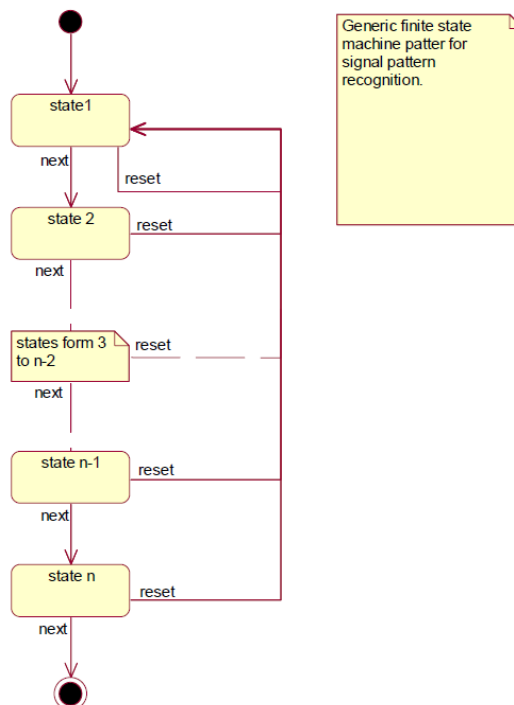 Generic finite state
machine patter for
signal pattern
recognition.
state1
next
reset
state 2
reset
next
states form 3
to n-2
reset
next
state n-1
reset
next
state n
reset
next